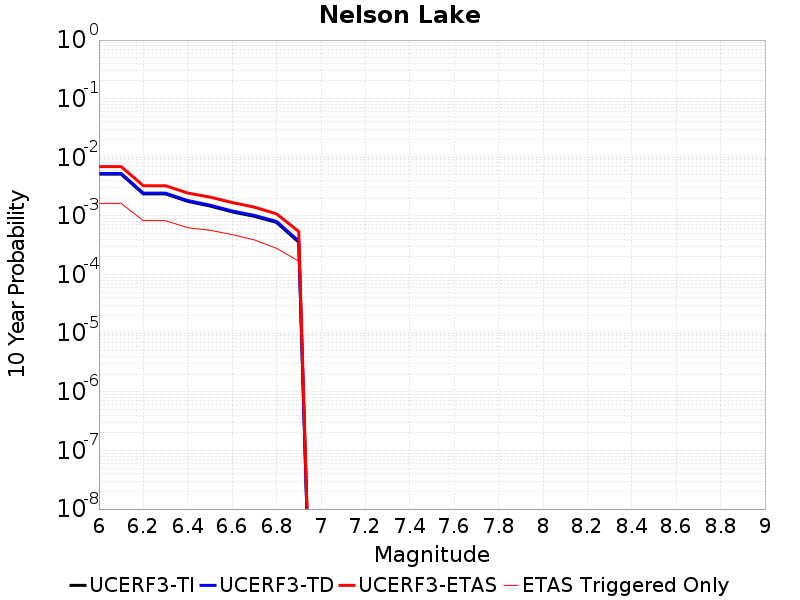 Nelson Lake
10^0
10^-1
10^-2
10^-3
10^-4
10^-5
10^-6
10^-7
10^-8
10 Year Probability
6 6.2 6.4 6.6 6.8 7 7.2 7.4 7.6 7.8 8 8.2 8.4 8.6 8.8 9
Magnitude
UCERF3-TI UCERF3-TD UCERF3-ETAS ETAS Triggered Only